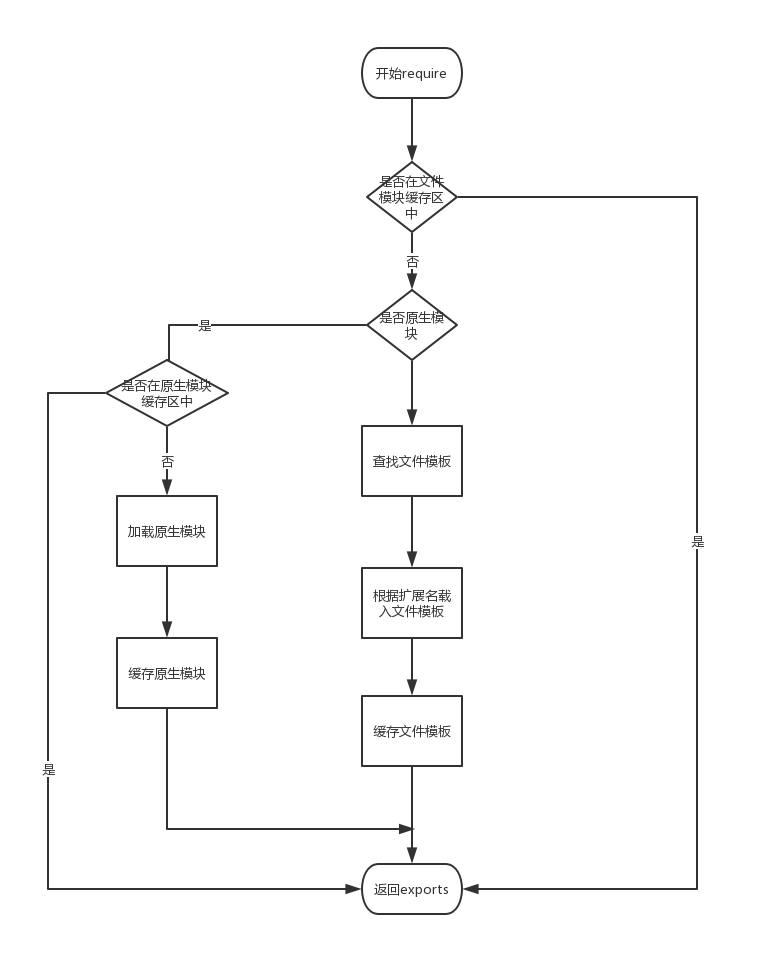 开始require
是否在文件
模块缓存区
中
否
是否原生模
块
是
是否在原生模块
缓存区中
查找文件模板
否
加载原生模块
是
根据扩展名载
入文件模板
缓存原生模块
缓存文件模板
是
返回exports